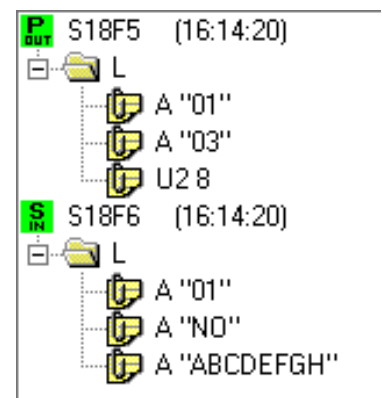 P OUT S18F5 (16:14:20)
L
A "01"
A "03"
U2 8
S IN S18F6 (16:14:20)
L
A "01"
A "NO"
A "ABCDEFGH"